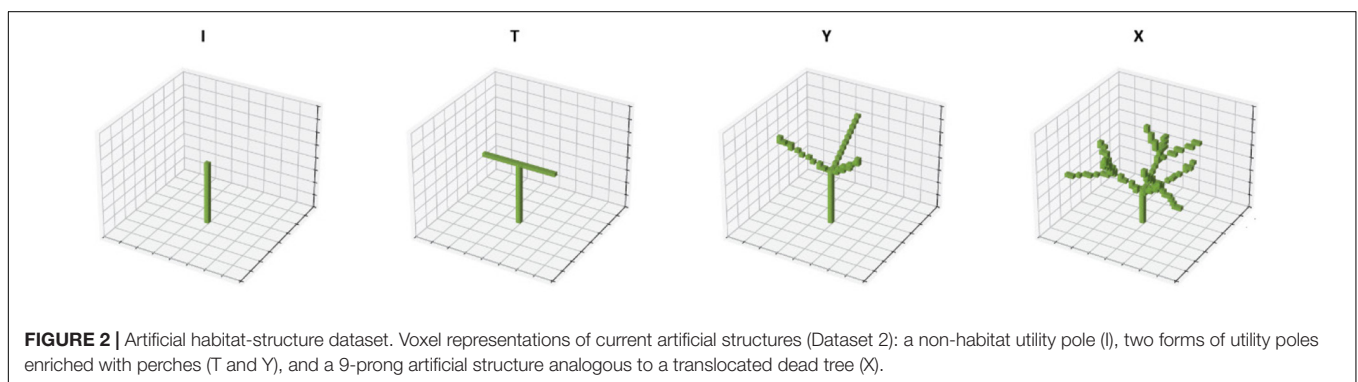 I T Y X
FIGURE 2 | Artificial habitat-structure dataset. Voxel representations of current artificial structures (Dataset 2): a non-habitat utility pole (I), two forms of utility poles
enriched with perches (T and Y), and a 9-prong artificial structure analogous to a translocated dead tree (X).